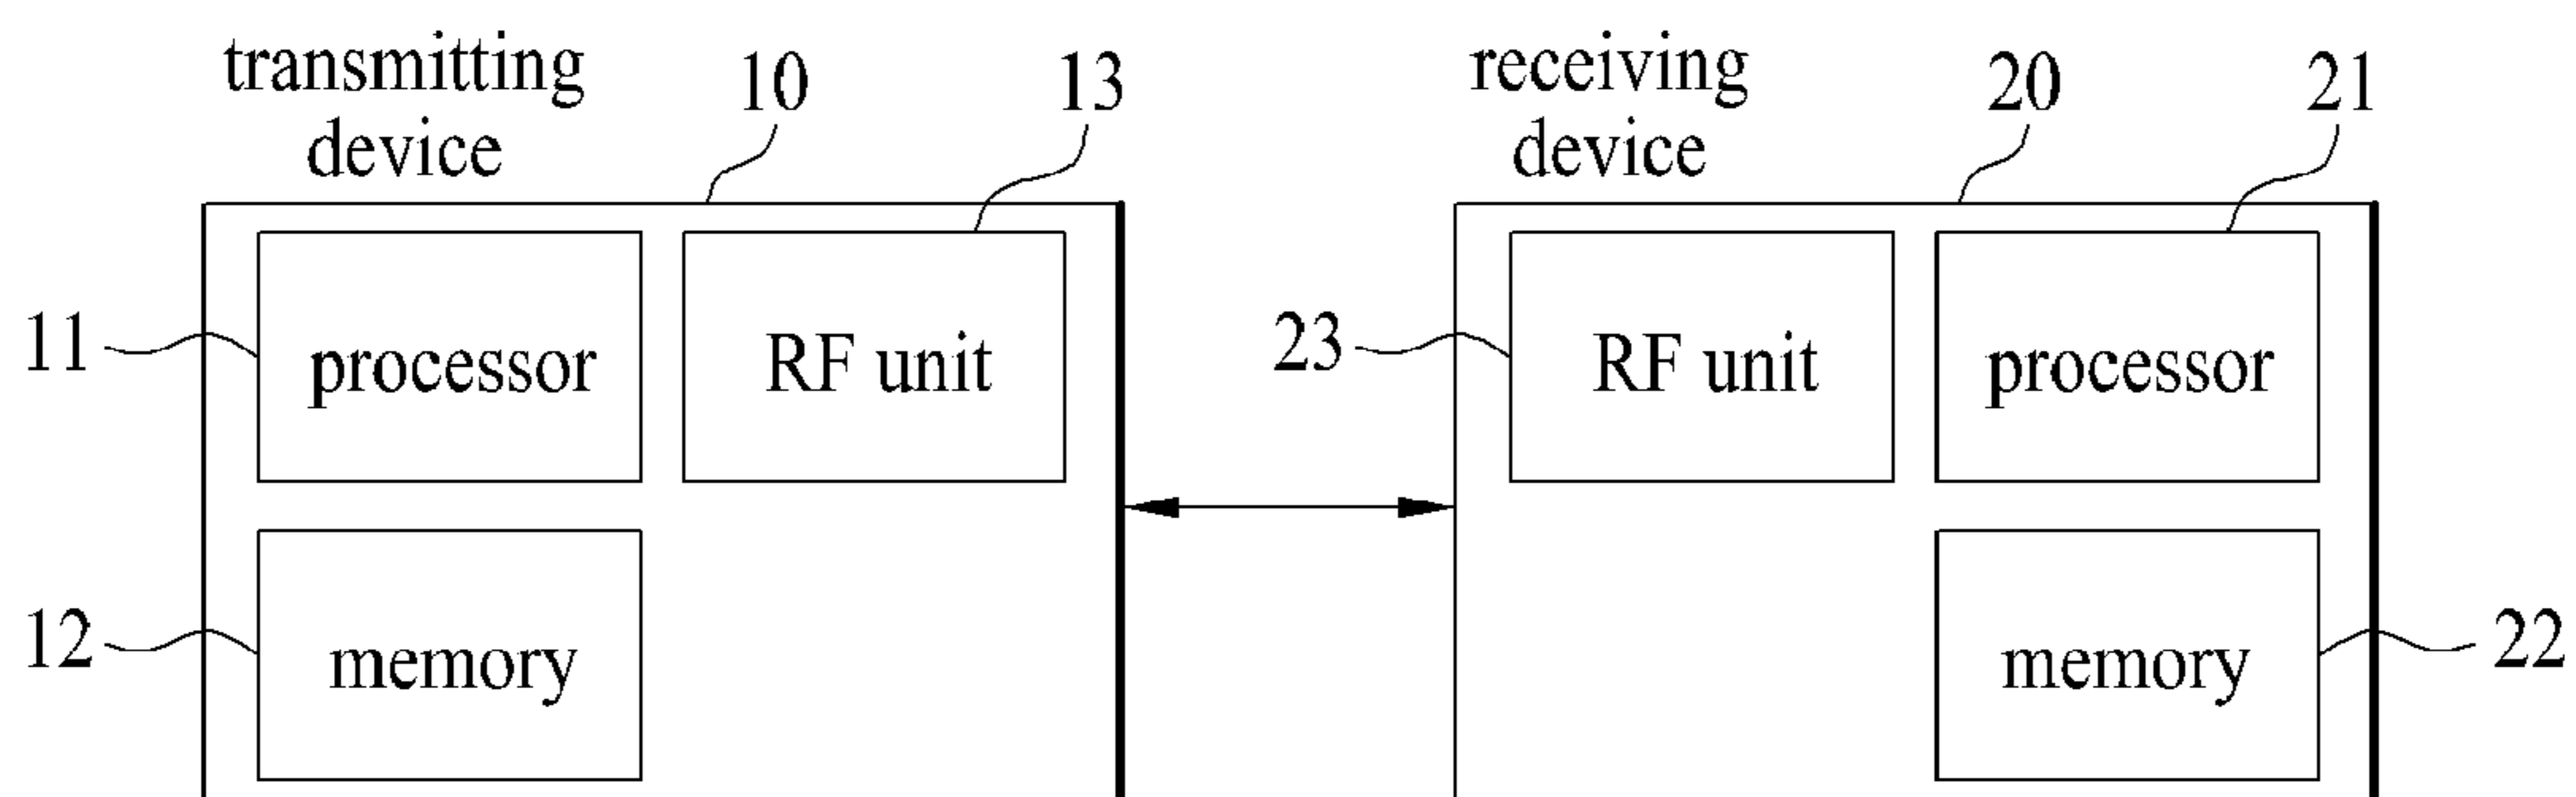 transmitting
device
10
13
receiving
device
20
21
11
processor
RF unit
23
RF unit
processor
12
memory
memory
22